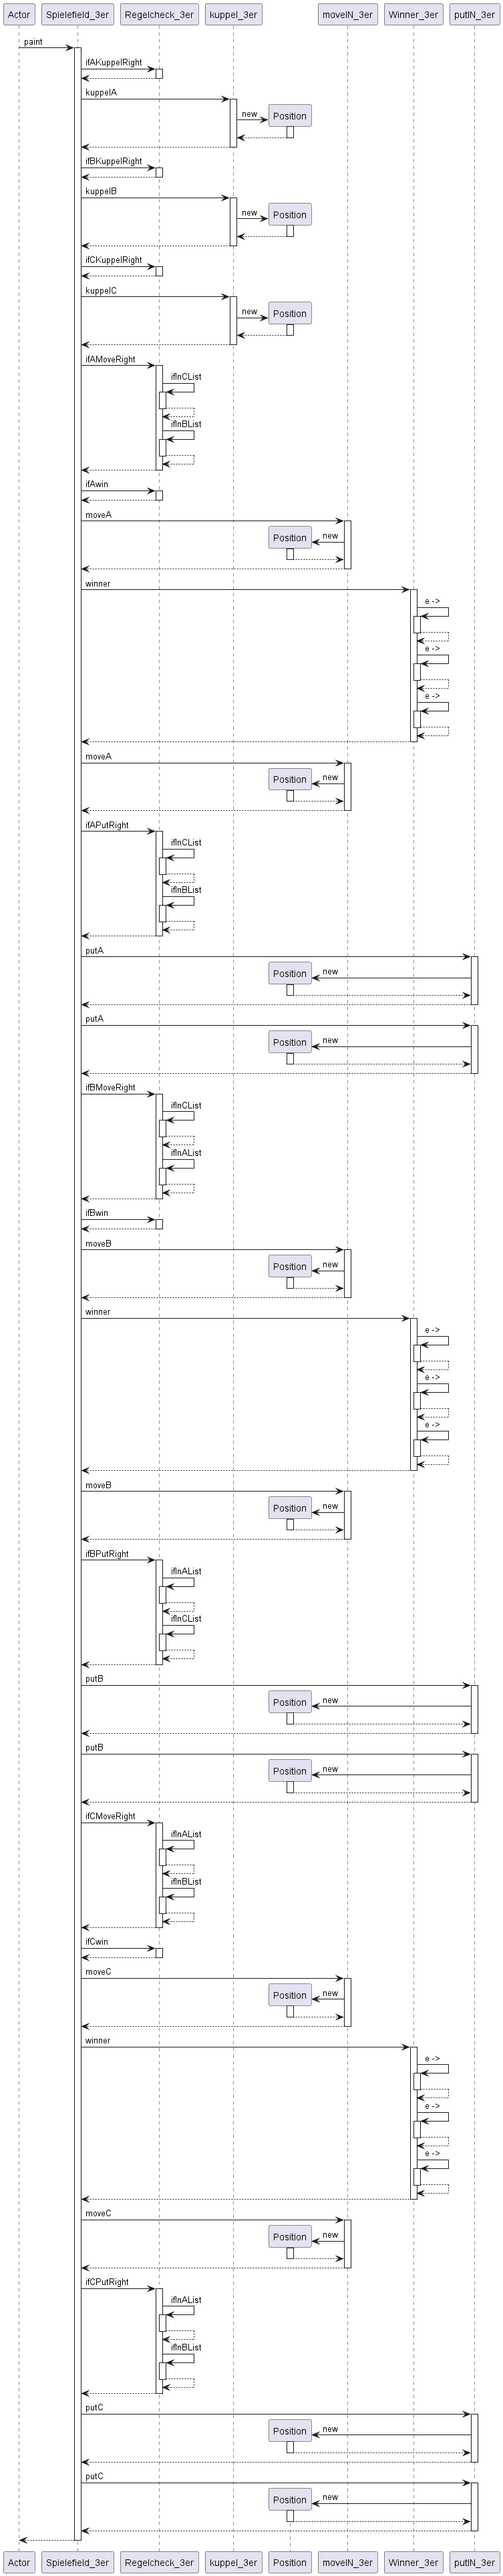 Actor Spielefield_3er Regelcheck_3er kuppel_3er moveIN_3er Winner_3er putIN_3er
paint
ifAKuppelRight
kuppelA
new
Position
ifBKuppelRight
kuppelB
new
Position
ifCKuppelRight
kuppelC
new
Position
ifAMoveRight
ifInCList
ifInBList
ifAwin
moveA
new
Position
winner
e ->
e ->
e ->
moveA
new
Position
ifAPutRight
ifInCList
ifInBList
putA
new
Position
putA
new
Position
ifBMoveRight
ifInCList
ifInAList
ifBwin
moveB
new
Position
winner
e ->
e ->
e ->
moveB
new
Position
ifBPutRight
ifInAList
ifInCList
putB
new
Position
putB
new
Position
ifCMoveRight
ifInAList
ifInBList
ifCwin
moveC
new
Position
winner
e ->
e ->
e ->
moveC
new
Position
ifCPutRight
ifInAList
ifInBList
putC
new
Position
putC
new
Position
Actor Spielefield_3er Regelcheck_3er kuppel_3er Position moveIN_3er Winner_3er putIN_3er